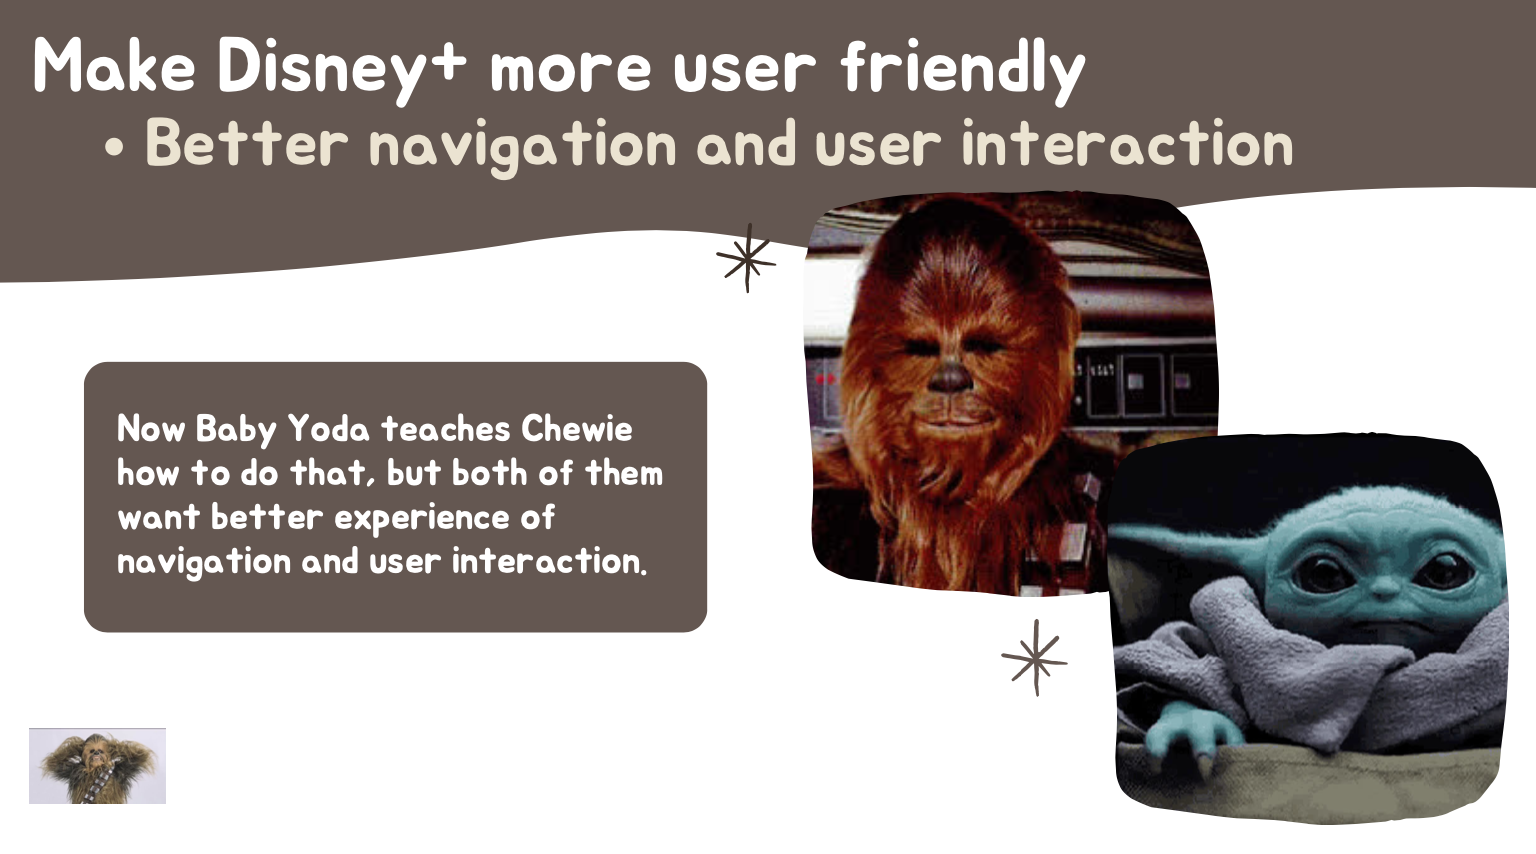 Make Disney+ more user friendly
• Better navigation and user interaction
Now Baby Yoda teaches Chewie
how to do that, but both of them
want better experience of
navigation and user interaction.